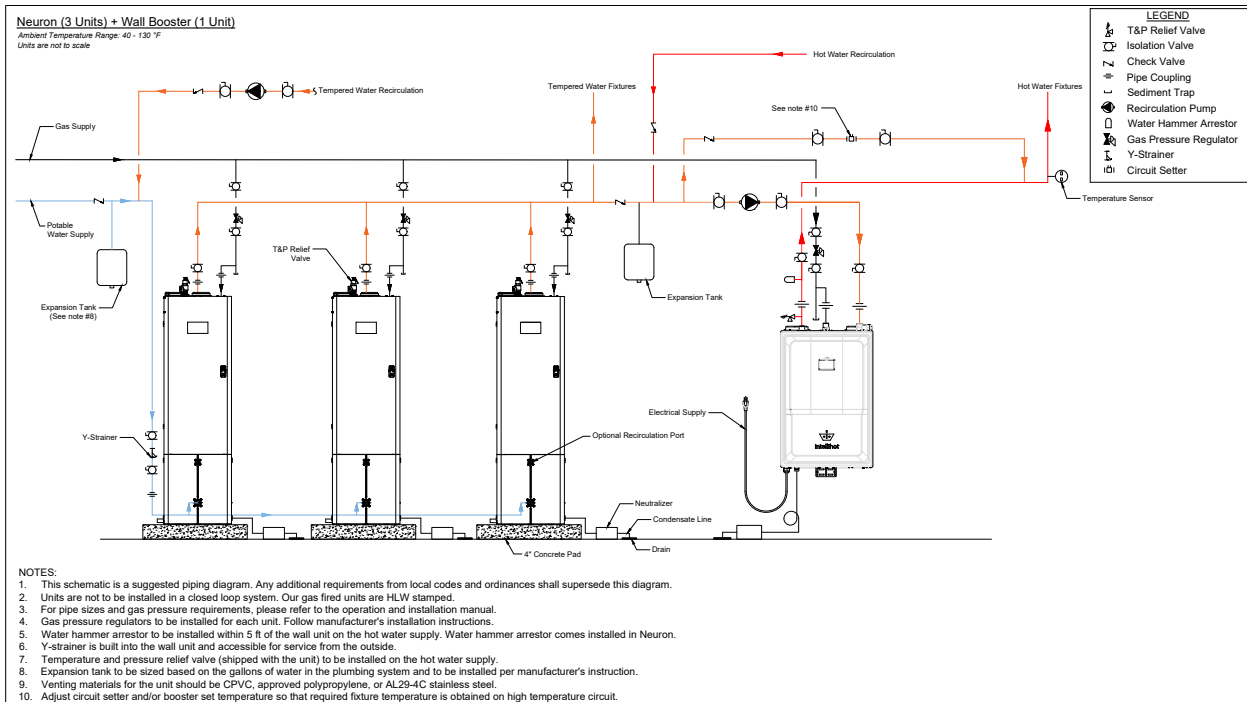 Neuron (3 Units) + Wall Booster (1 Unit)
Ambient Temperature Range: 40 - 130 °F
Units are not to scale
LEGEND
T&P Relief Valve
Isolation Valve
Check Valve
Pipe Coupling
Sediment Trap
Recirculation Pump
Water Hammer Arrestor
Gas Pressure Regulator
Y-Strainer
Circuit Setter
Hot Water Recirculation
Tempered Water Recirculation
Tempered Water Fixtures
Hot Water Fixtures
See note #10
Gas Supply
Temperature Sensor
Potable
Water Supply
T&P Relief
Valve
Expansion Tank
(See note #8)
Expansion Tank
Electrical Supply
Y-Strainer
Optional Recirculation Port
Intellihot
Neutralizer
Condensate Line
Drain
4" Concrete Pad
NOTES:
1. This schematic is a suggested piping diagram. Any additional requirements from local codes and ordinances shall supersede this diagram.
2. Units are not to be installed in a closed loop system. Our gas fired units are HLW stamped.
3. For pipe sizes and gas pressure requirements, please refer to the operation and installation manual.
4. Gas pressure regulators to be installed for each unit. Follow manufacturer's installation instructions.
5. Water hammer arrestor to be installed within 5 ft of the wall unit on the hot water supply. Water hammer arrestor comes installed in Neuron.
6. Y-strainer is built into the wall unit and accessible for service from the outside.
7. Temperature and pressure relief valve (shipped with the unit) to be installed on the hot water supply.
8. Expansion tank to be sized based on the gallons of water in the plumbing system and to be installed per manufacturer's instruction.
9. Venting materials for the unit should be CPVC, approved polypropylene, or AL29-4C stainless steel.
10. Adjust circuit setter and/or booster set temperature so that required fixture temperature is obtained on high temperature circuit.